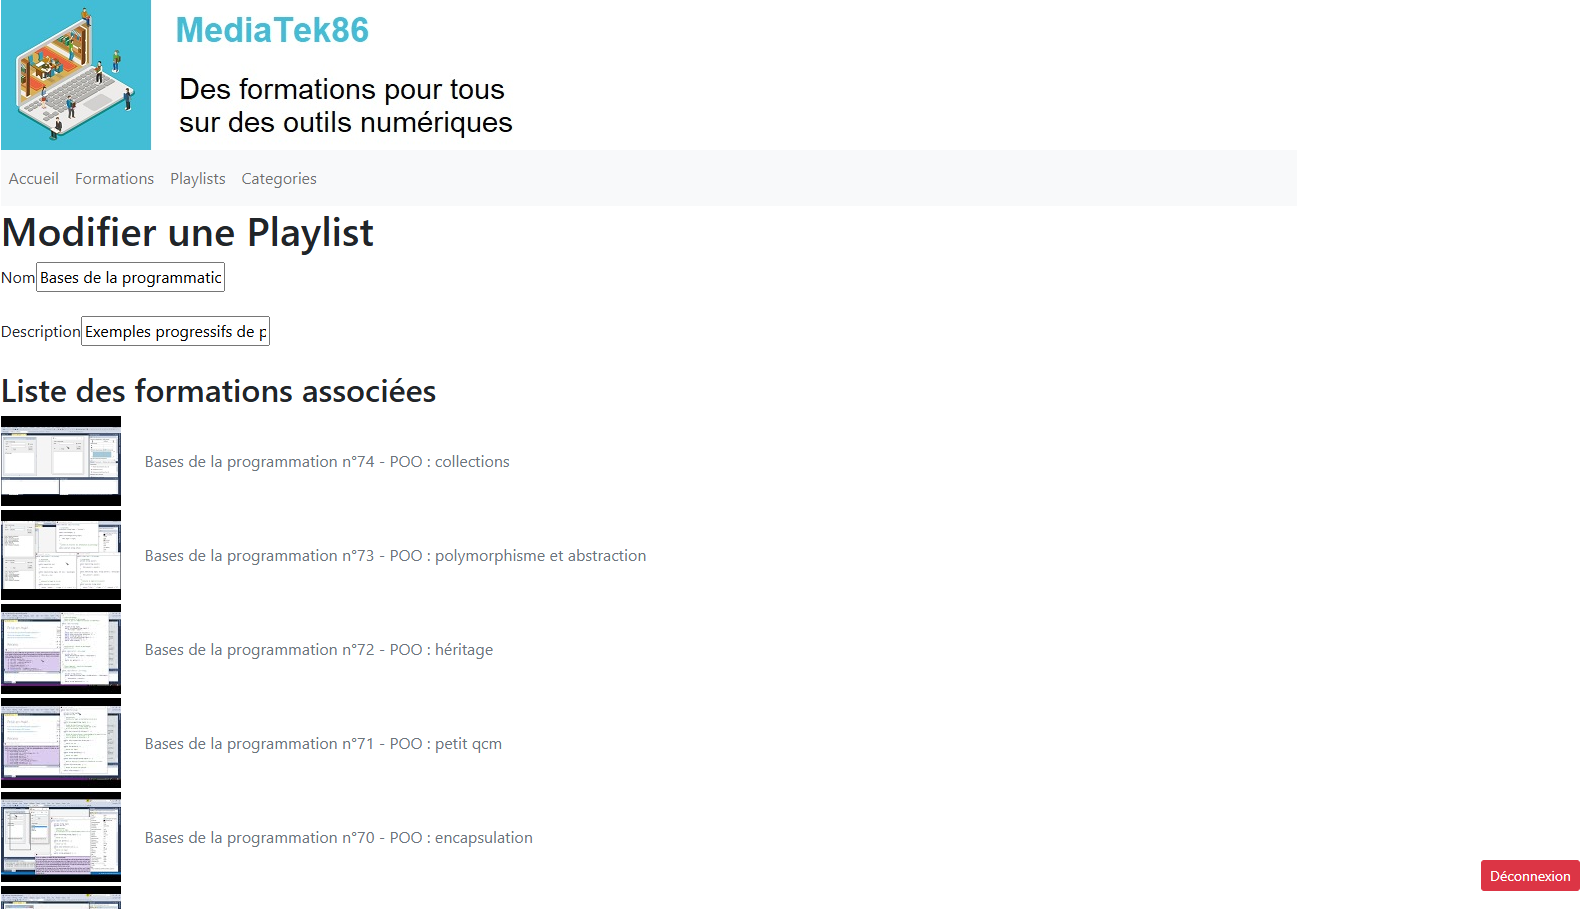 MediaTek86
Des formations pour tous
sur des outils numériques
Accueil Formations Playlists Categories
Modifier une Playlist
Nom Bases de la programmatic
Description Exemples progressifs de p
Liste des formations associées
Bases de la programmation n°74 - POO : collections
Bases de la programmation n°73 - POO : polymorphisme et abstraction
Bases de la programmation n°72 - POO : héritage
Bases de la programmation n°71 - POO : petit qcm
Bases de la programmation n°70 - POO : encapsulation
Déconnexion